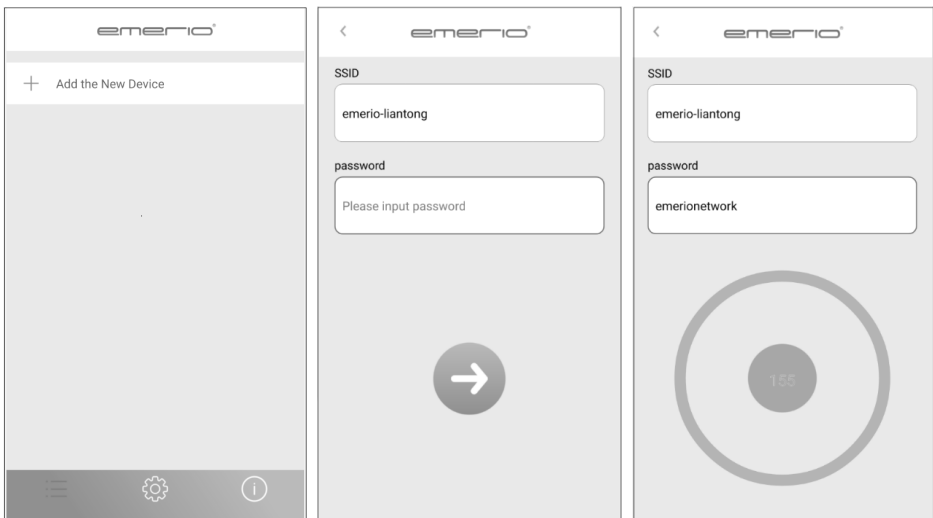 emerio
Add the New Device
emerio
SSID
emerio-liantong
password
Please input password
emerio
SSID
emerio-liantong
password
emerionetwork
155